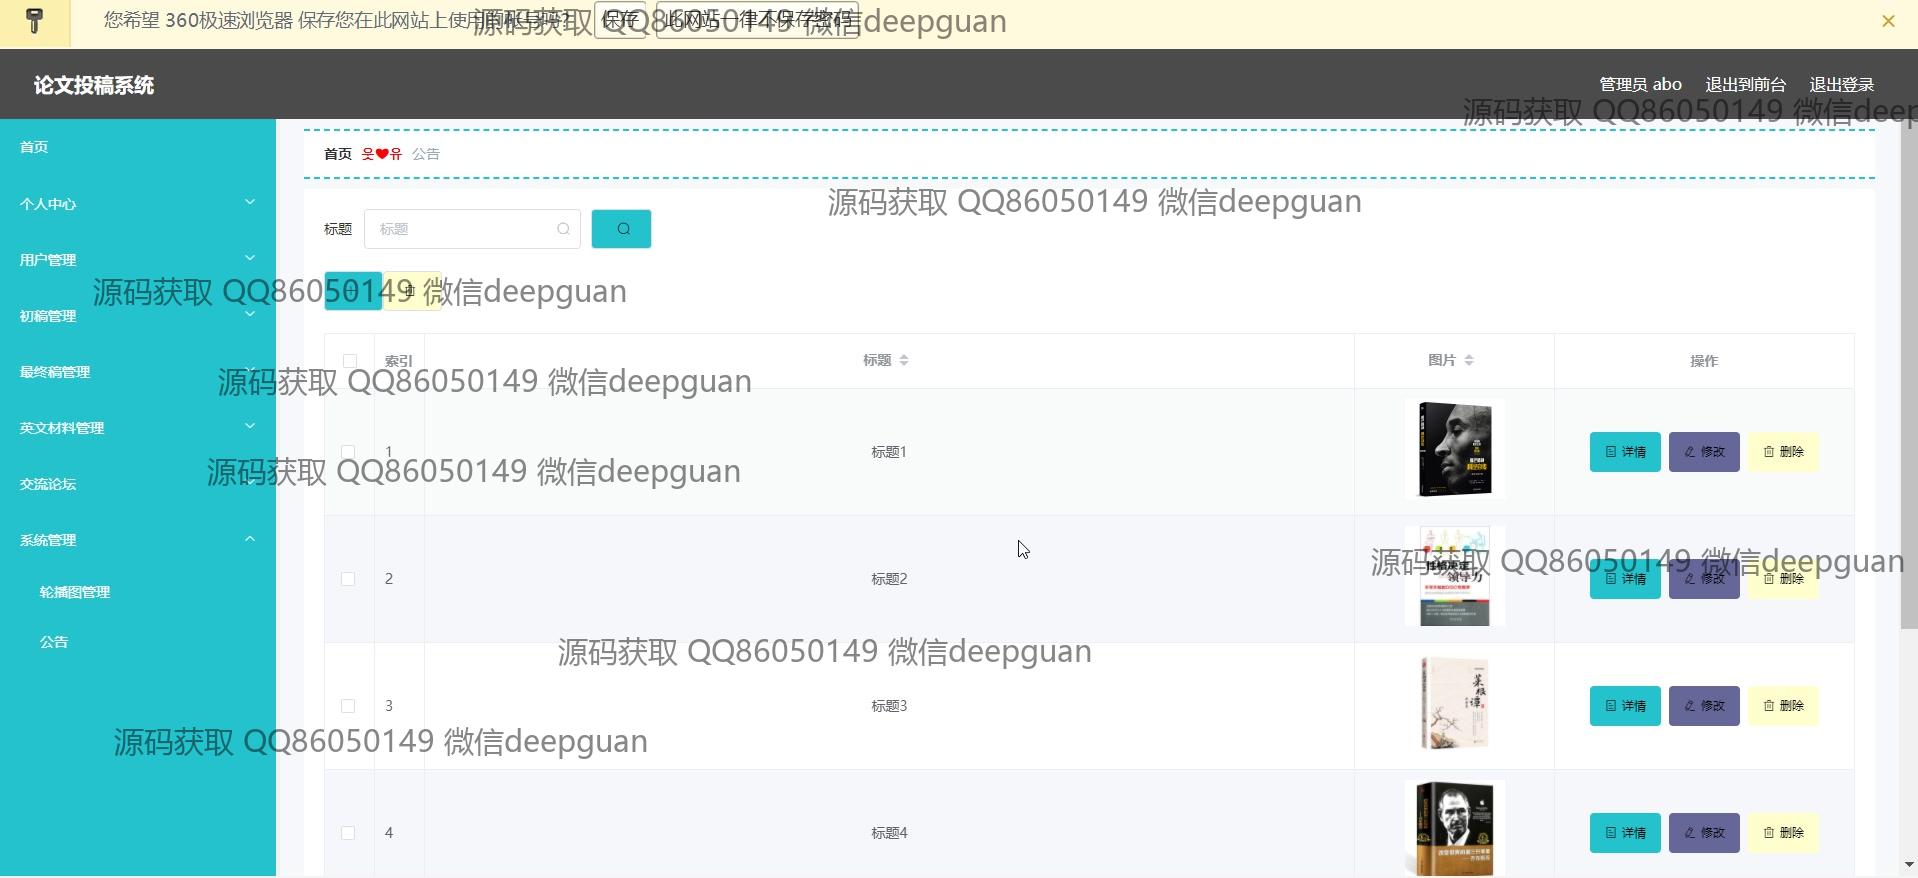 您希望 360极速浏览器 保存您在此网站上使用的帐号吗? 保存 此网站一律不保存密码
源码获取 QQ86050149 微信deepguan
论文投稿系统
管理员 abo 退出到前台 退出登录
源码获取 QQ86050149 微信deep
首页
个人中心
用户管理
初稿管理
最终稿管理
英文材料管理
交流论坛
系统管理
轮播图管理
公告
首页 웃❤유 公告
源码获取 QQ86050149 微信deepguan
标题 标题
源码获取 QQ86050149 微信deepguan
索引 标题 图片 操作
源码获取 QQ86050149 微信deepguan
1 标题1 详情 修改 删除
源码获取 QQ86050149 微信deepguan
2 标题2 性格决定领导力 详情 修改 删除
源码获取 QQ86050149 微信deepguan
源码获取 QQ86050149 微信deepguan
3 标题3 菜根谭 详情 修改 删除
源码获取 QQ86050149 微信deepguan
4 标题4 详情 修改 删除